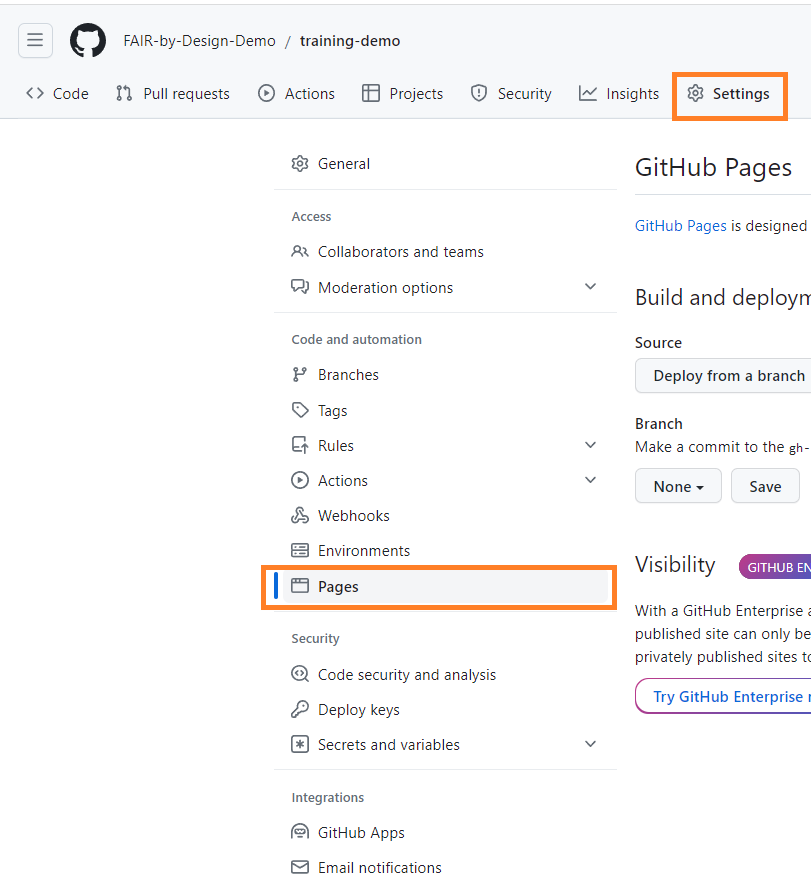 FAIR-by-Design-Demo / training-demo
Code Pull requests Actions Projects Security Insights Settings
General
Access
Collaborators and teams
Moderation options
Code and automation
Branches
Tags
Rules
Actions
Webhooks
Environments
Pages
Security
Code security and analysis
Deploy keys
Secrets and variables
Integrations
GitHub Apps
Email notifications
GitHub Pages
GitHub Pages is designed
Build and deploym
Source
Deploy from a branch
Branch
Make a commit to the gh-
None Save
Visibility GITHUB EN
With a GitHub Enterprise a
published site can only be
privately published sites to
Try GitHub Enterprise